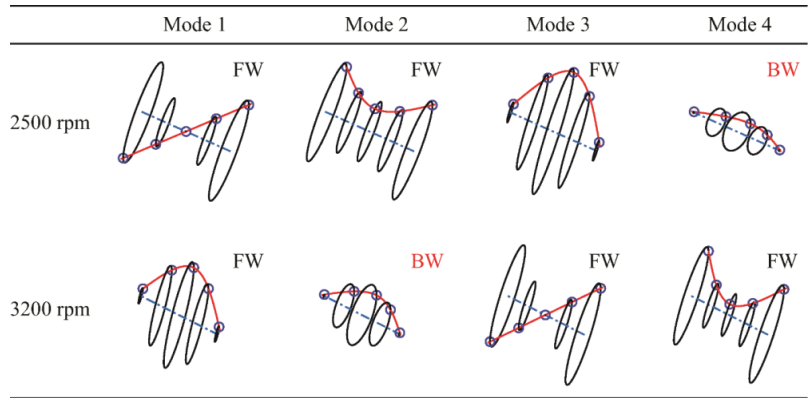 Mode 1 Mode 2 Mode 3 Mode 4
FW FW FW BW
2500 rpm
FW BW FW FW
3200 rpm